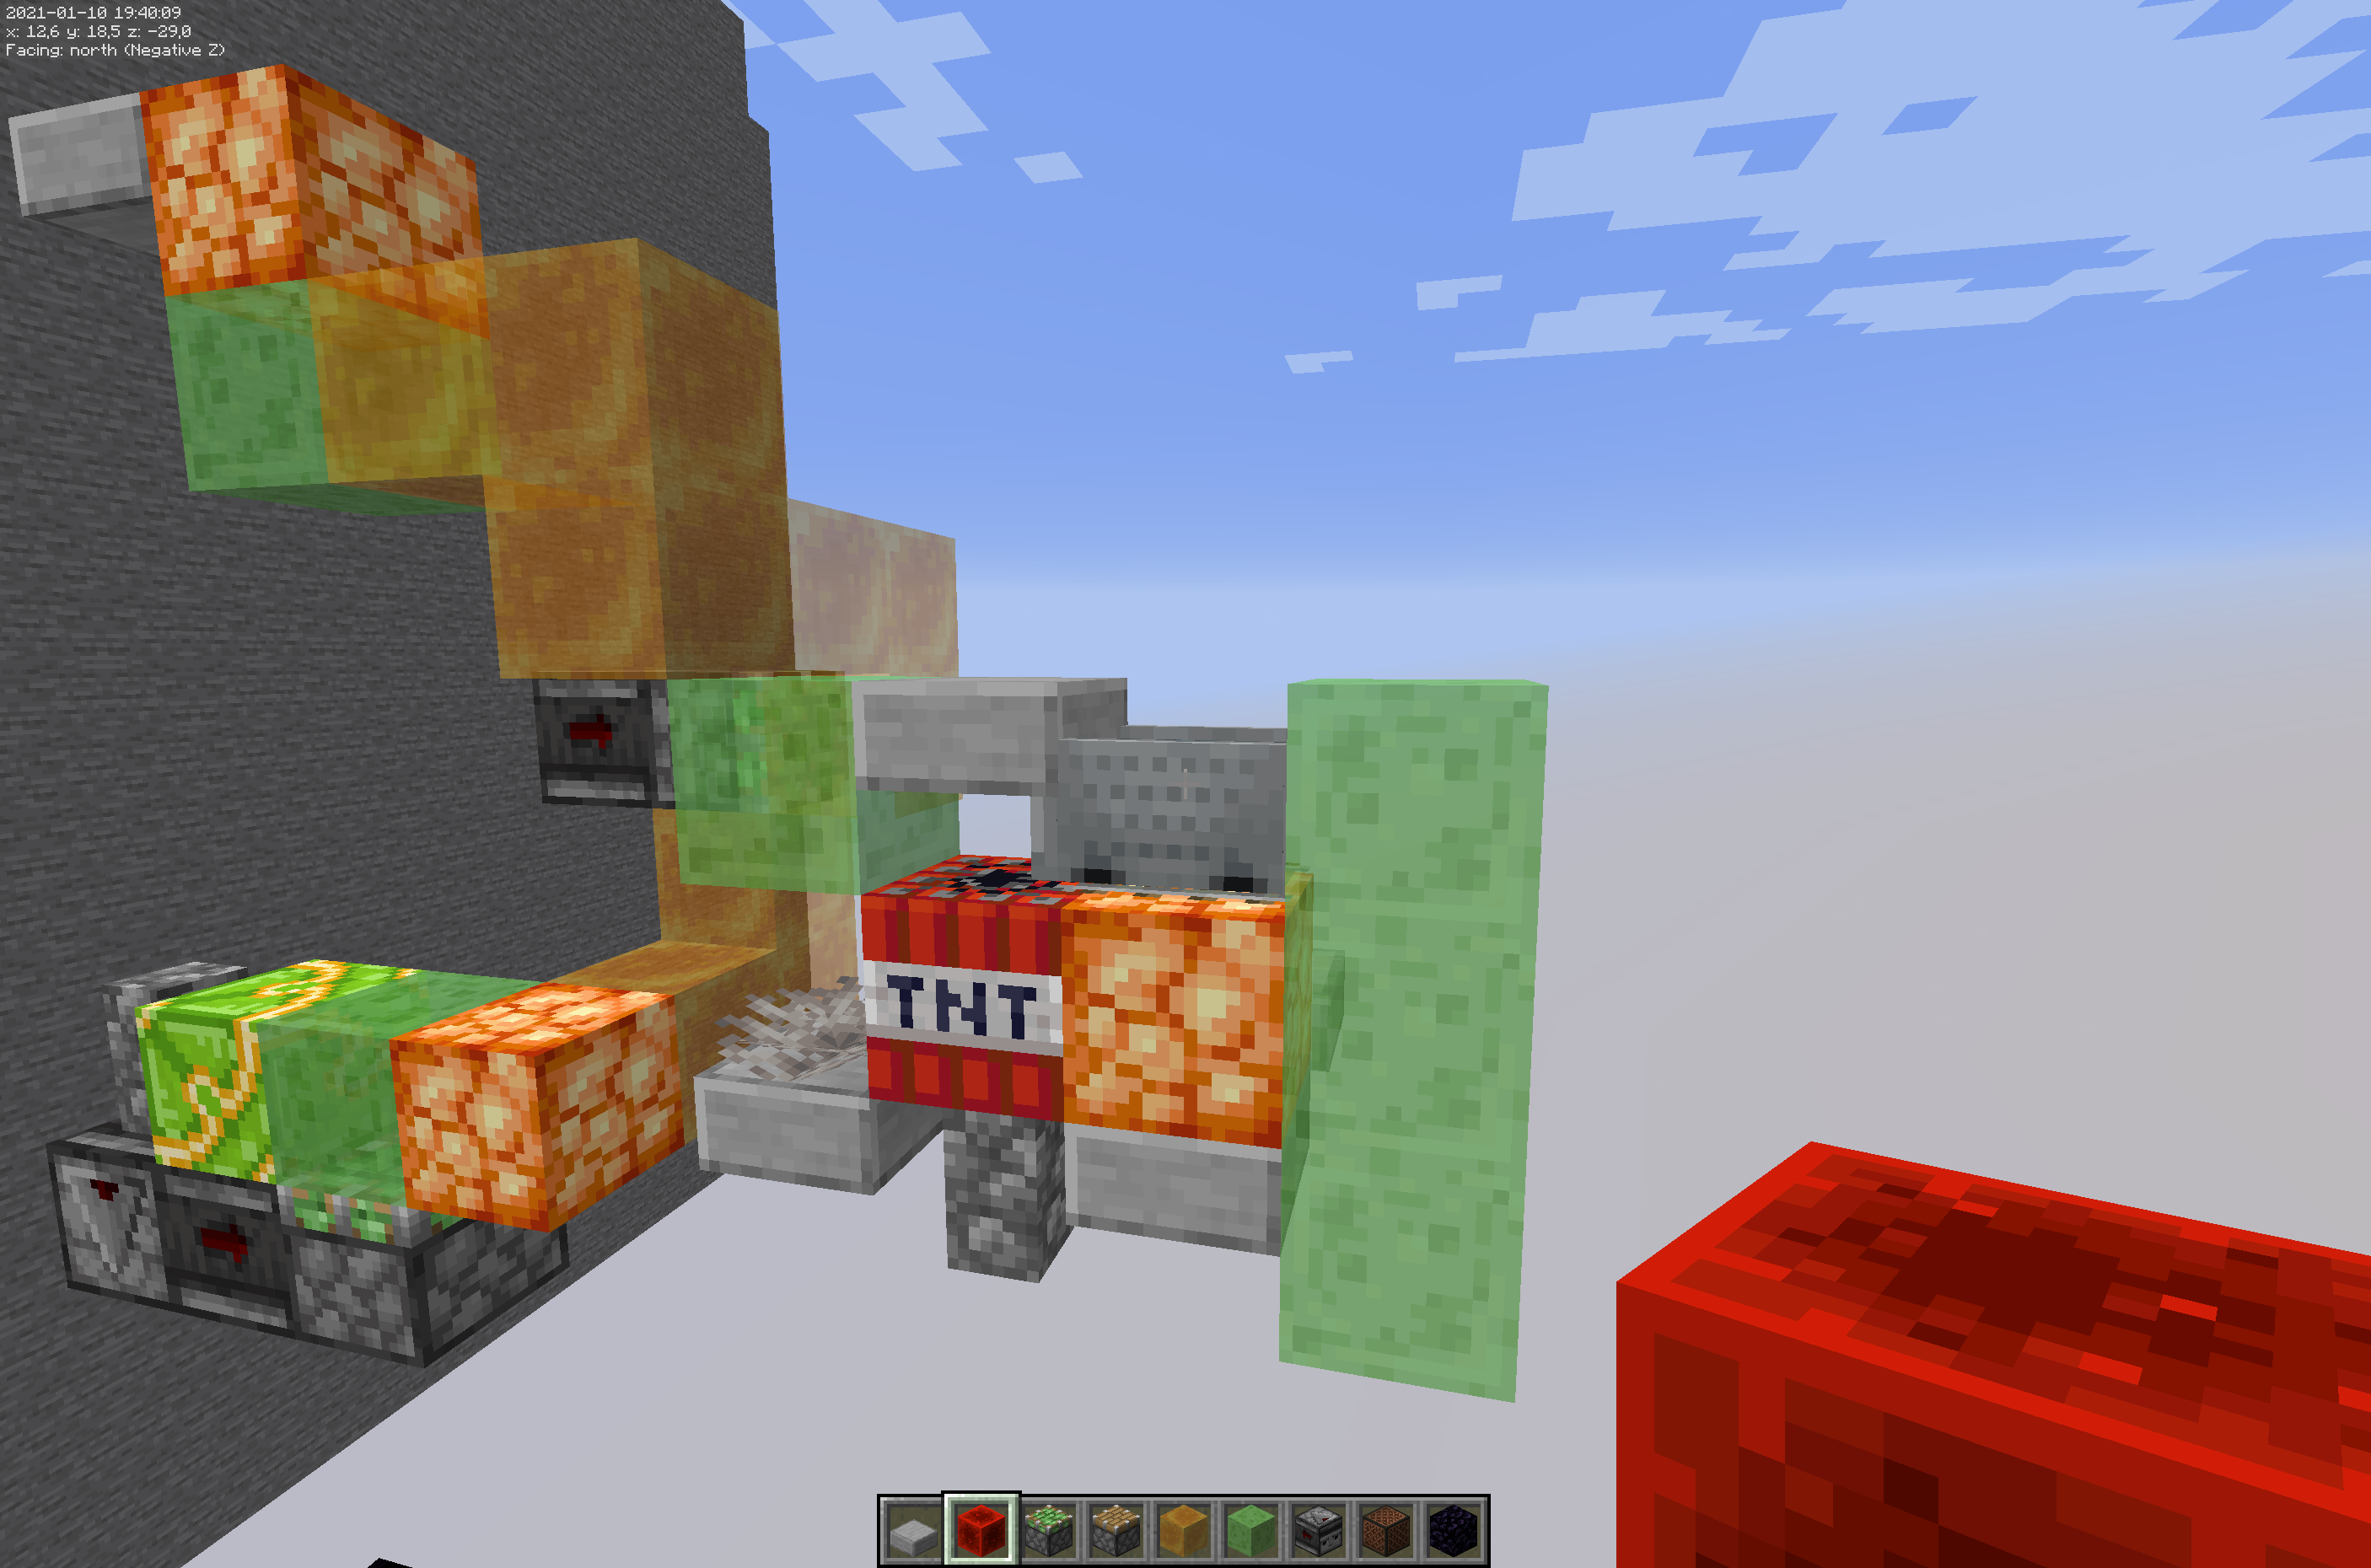 2021-01-10 19:40:09
x: 12,6 y: 18,5 z: -29,0
Facing: north (Negative Z)
TNT